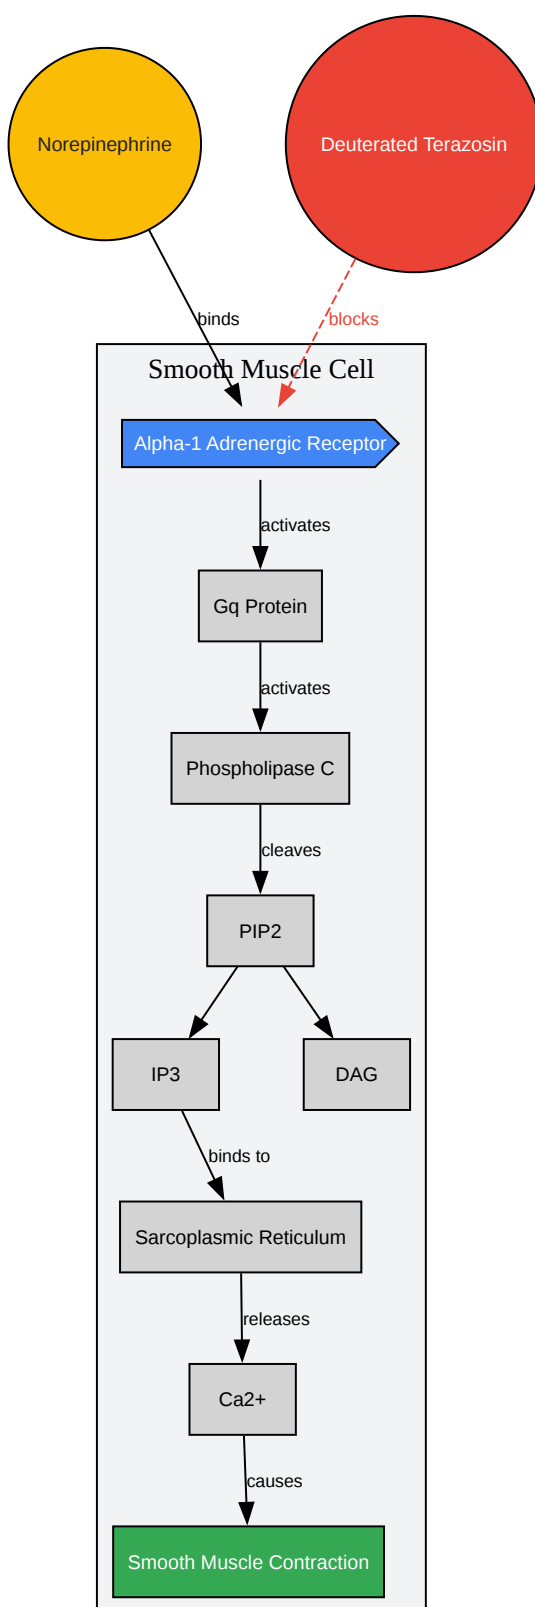 Norepinephrine
Deuterated Terazosin
binds
blocks
Smooth Muscle Cell
Alpha-1 Adrenergic Receptor
activates
Gq Protein
activates
Phospholipase C
cleaves
PIP2
IP3
DAG
binds to
Sarcoplasmic Reticulum
releases
Ca2+
causes
Smooth Muscle Contraction